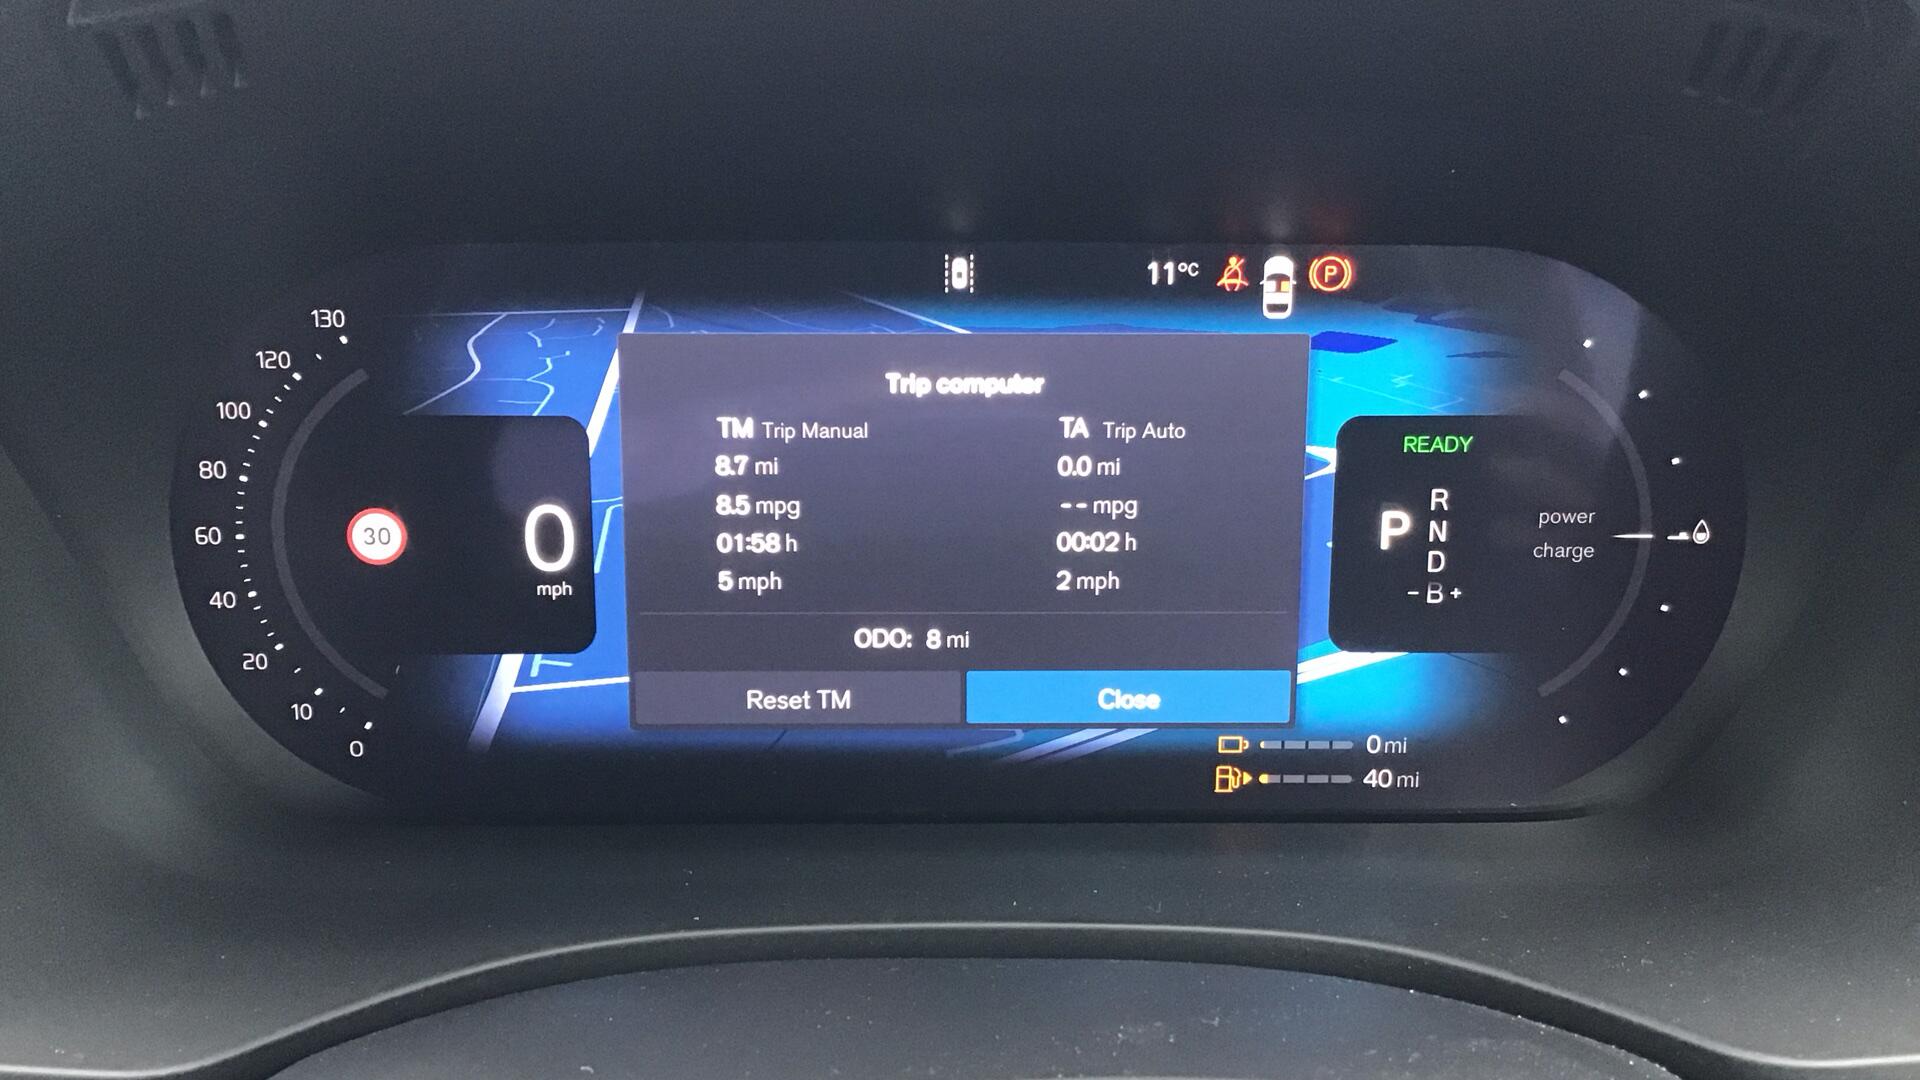 11°C
P
130
120
100
80
60
40
20
10
0
30
0
mph
Trip computer
TM Trip Manual
8.7 mi
8.5 mpg
01:58 h
5 mph
TA Trip Auto
0.0 mi
-- mpg
00:02 h
2 mph
ODO: 8 mi
Reset TM
Close
READY
P
R
N
D
- B +
power
charge
0 mi
40 mi